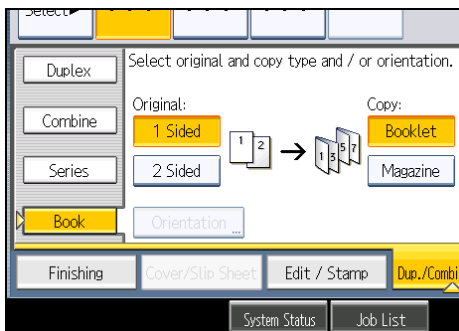 Select►
Duplex
Select original and copy type and / or orientation.
Original:
Copy:
Combine
1 Sided
1 2
1 3 5 7
Booklet
Series
2 Sided
Magazine
Book
Orientation ...
Finishing
Cover/Slip Sheet
Edit / Stamp
Dup./Combi
System Status
Job List